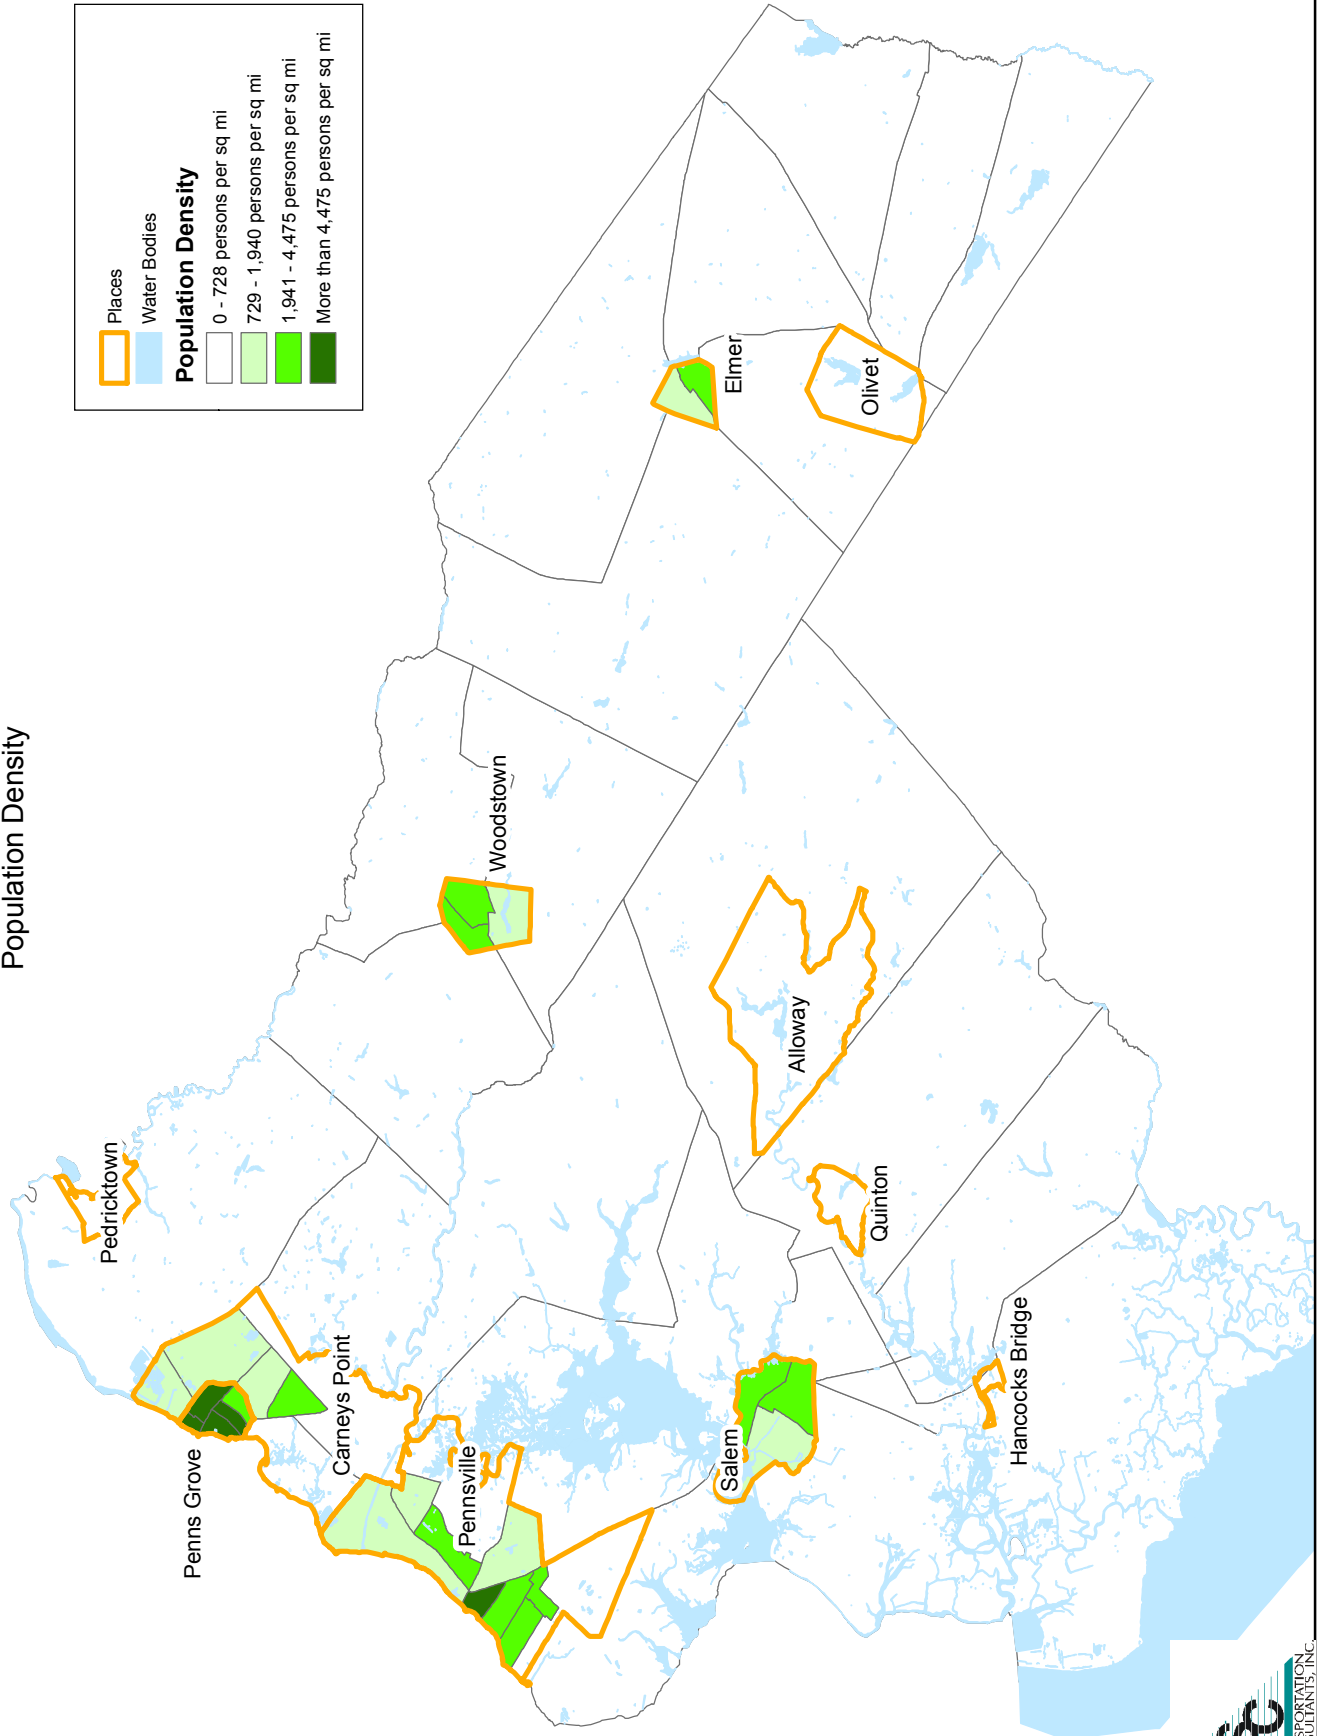 Population Density
Places
Water Bodies
Population Density
0 - 728 persons per sq mi
729 - 1,940 persons per sq mi
1,941 - 4,475 persons per sq mi
More than 4,475 persons per sq mi
Pedricktown
Penns Grove
Carneys Point
Woodstown
Pennsville
Elmer
Olivet
Salem
Alloway
Quinton
Hancocks Bridge